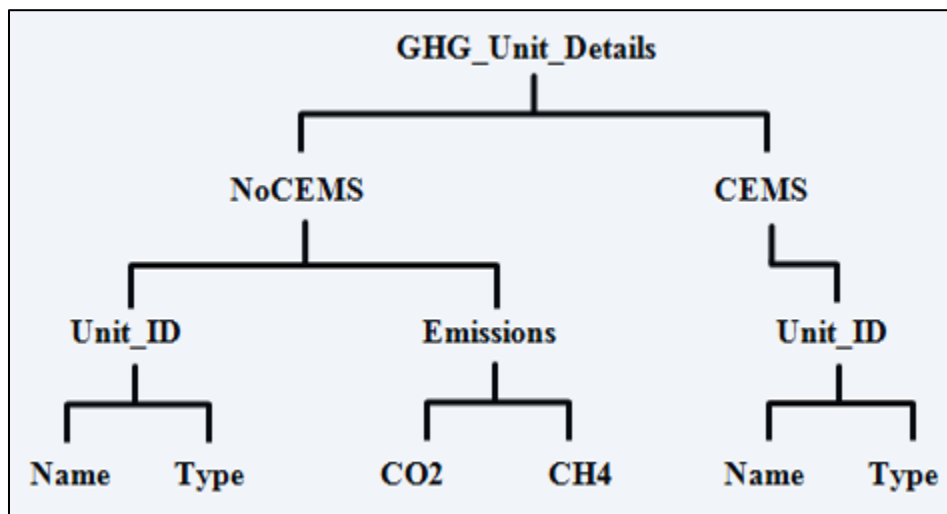 GHG_Unit_Details
NoCEMS CEMS
Unit_ID Emissions Unit_ID
Name Type CO2 CH4 Name Type